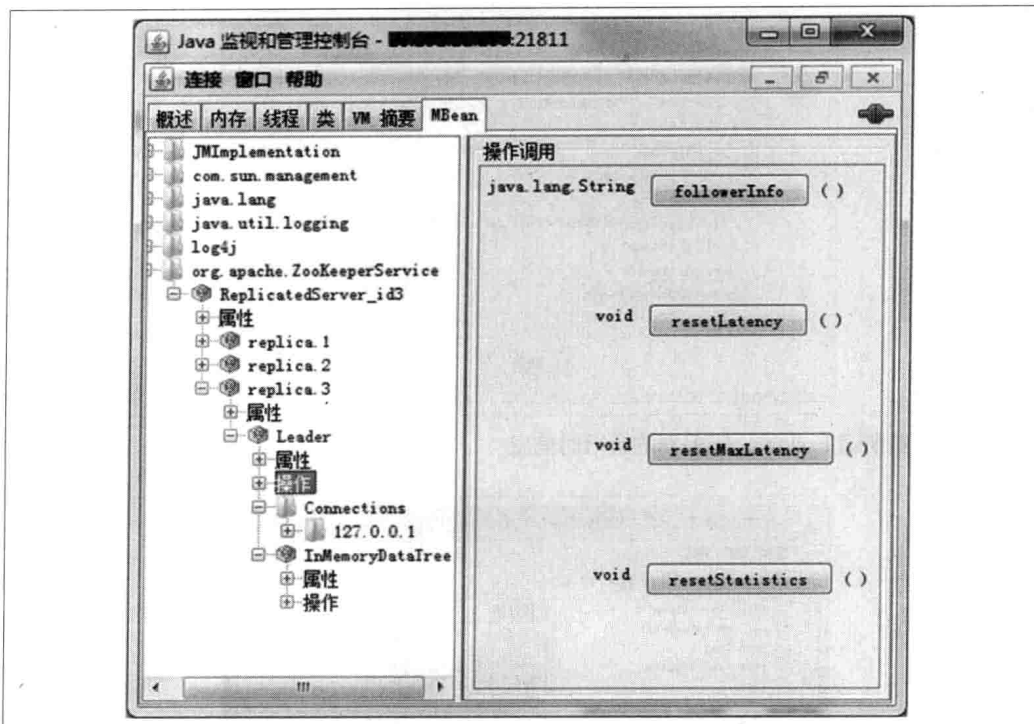 Java 监视和管理控制台 - :21811
连接 窗口 帮助
概述 内存 线程 类 VM 摘要 MBean
JMImplementation
com.sun.management
java.lang
java.util.logging
log4j
org.apache.ZooKeeperService
ReplicatedServer_id3
属性
replica.1
replica.2
replica.3
属性
Leader
属性
操作
Connections
127.0.0.1
InMemoryDataTree
属性
操作
操作调用
java.lang.String followerInfo ( )
void resetLatency ( )
void resetMaxLatency ( )
void resetStatistics ( )